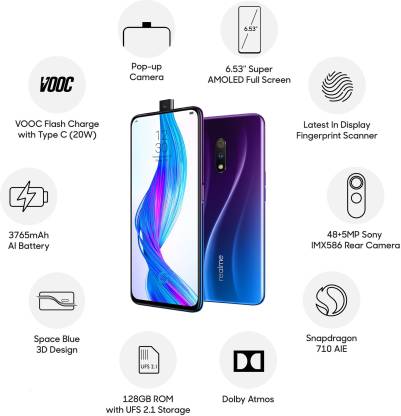 6.53"
Pop-up
Camera
6.53" Super
AMOLED Full Screen
VOOC
VOOC Flash Charge
with Type C (20W)
Latest In Display
Fingerprint Scanner
3765mAh
AI Battery
realme
48+5MP Sony
IMX586 Rear Camera
Space Blue
3D Design
UFS 2.1
128GB ROM
with UFS 2.1 Storage
Dolby Atmos
Snapdragon
710 AIE